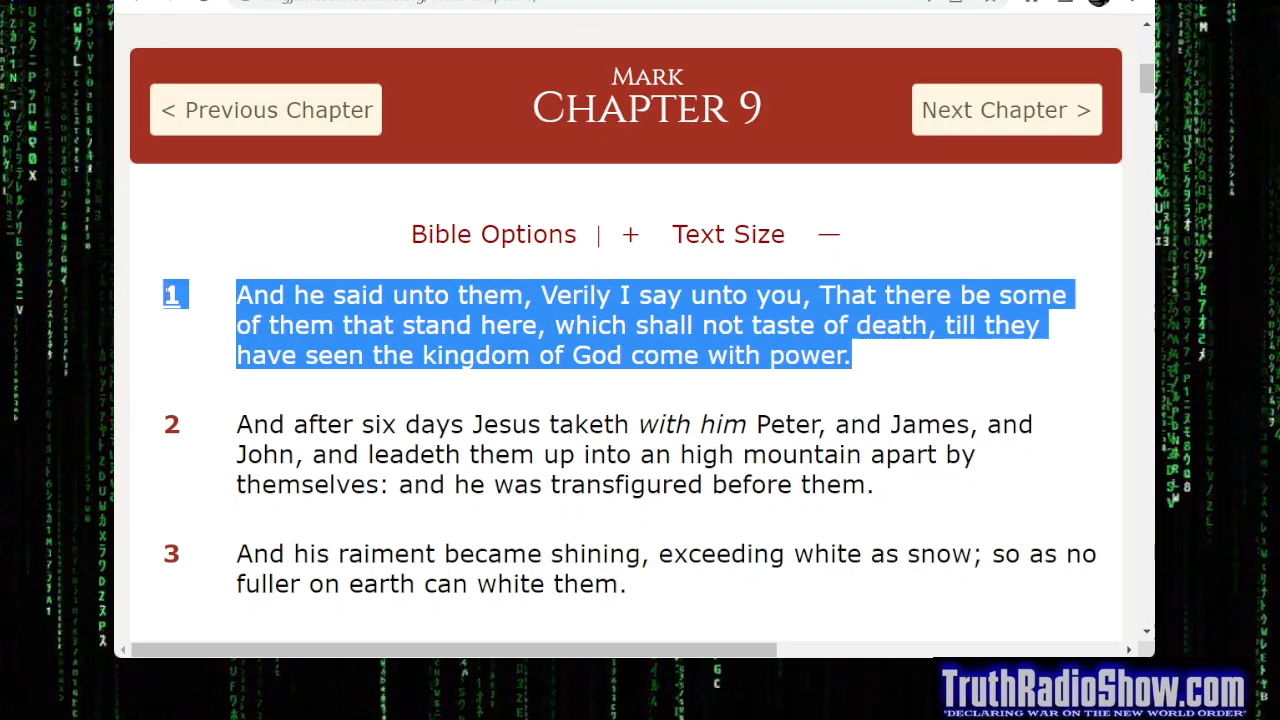 MARK
CHAPTER 9
< Previous Chapter
Next Chapter >
Bible Options | + Text Size —
1 And he said unto them, Verily I say unto you, That there be some
of them that stand here, which shall not taste of death, till they
have seen the kingdom of God come with power.
2 And after six days Jesus taketh with him Peter, and James, and
John, and leadeth them up into an high mountain apart by
themselves: and he was transfigured before them.
3 And his raiment became shining, exceeding white as snow; so as no
fuller on earth can white them.
TruthRadioShow.com
"DECLARING WAR ON THE NEW WORLD ORDER"